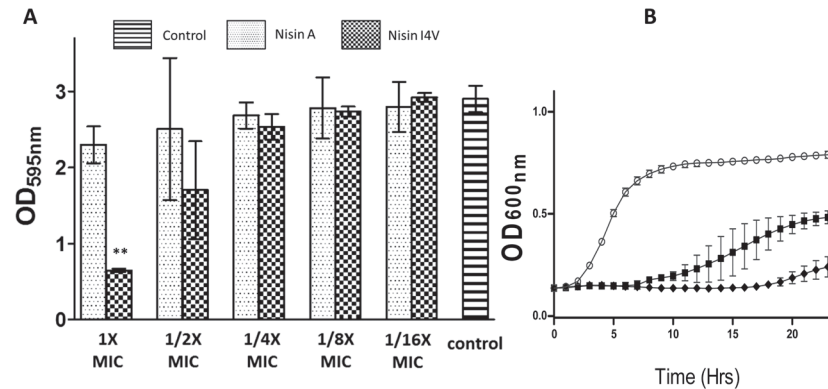 A
B
Control
Nisin A
Nisin I4V
OD595nm
3
2
1
0
**
1X
MIC
1/2X
MIC
1/4X
MIC
1/8X
MIC
1/16X
MIC
control
OD600nm
1.0
0.5
0.0
0
5
10
15
20
Time (Hrs)